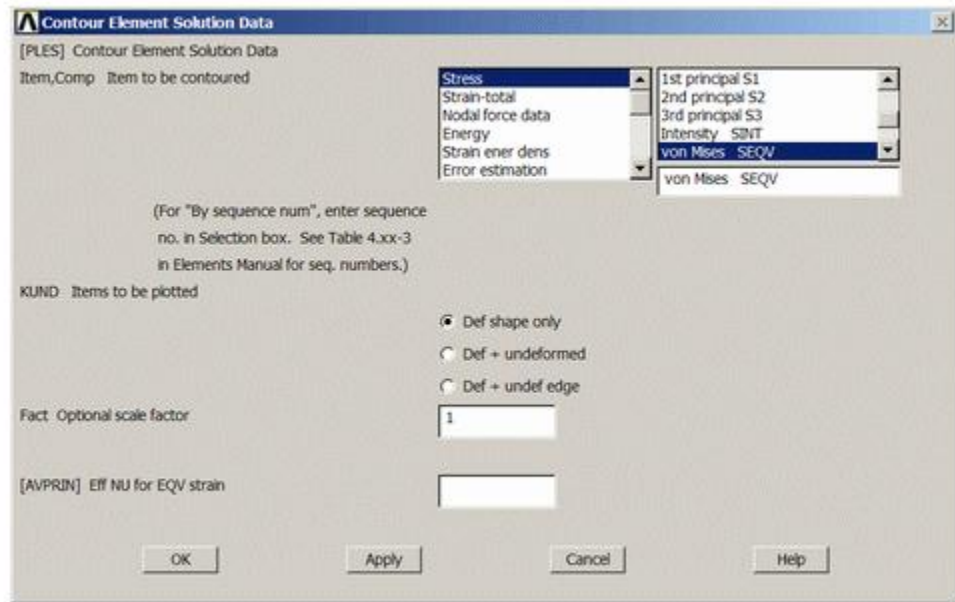 Contour Element Solution Data
[PLES] Contour Element Solution Data
Item,Comp Item to be contoured
Stress
Strain-total
Nodal force data
Energy
Strain ener dens
Error estimation
1st principal S1
2nd principal S2
3rd principal S3
Intensity SINT
von Mises SEQV
von Mises SEQV
(For "By sequence num", enter sequence
no. in Selection box. See Table 4.xx-3
in Elements Manual for seq. numbers.)
KUND Items to be plotted
Def shape only
Def + undeformed
Def + undef edge
Fact Optional scale factor
1
[AVPRIN] Eff NU for EQV strain
OK
Apply
Cancel
Help